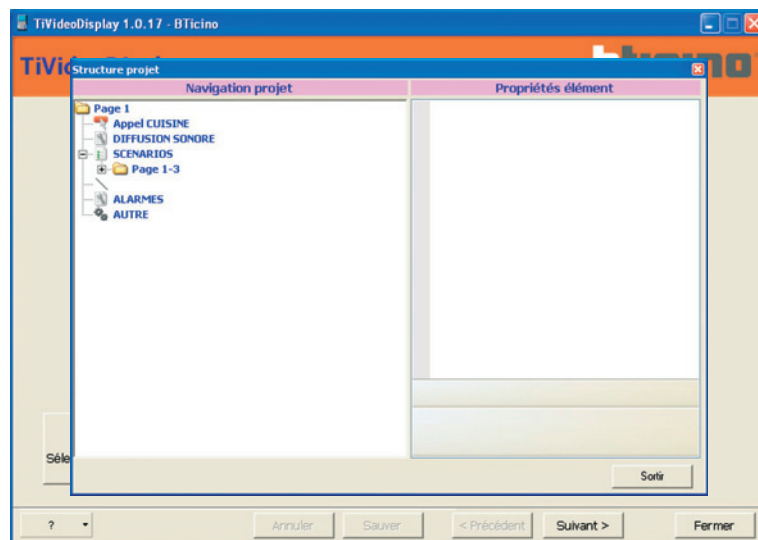 TiVideoDisplay 1.0.17 - BTicino
Structure projet
Navigation projet
Propriétés élément
Page 1
Appel CUISINE
DIFFUSION SONORE
SCENARIOS
Page 1-3
ALARMES
AUTRE
Sortir
? Annuler Sauver < Précédent Suivant > Fermer